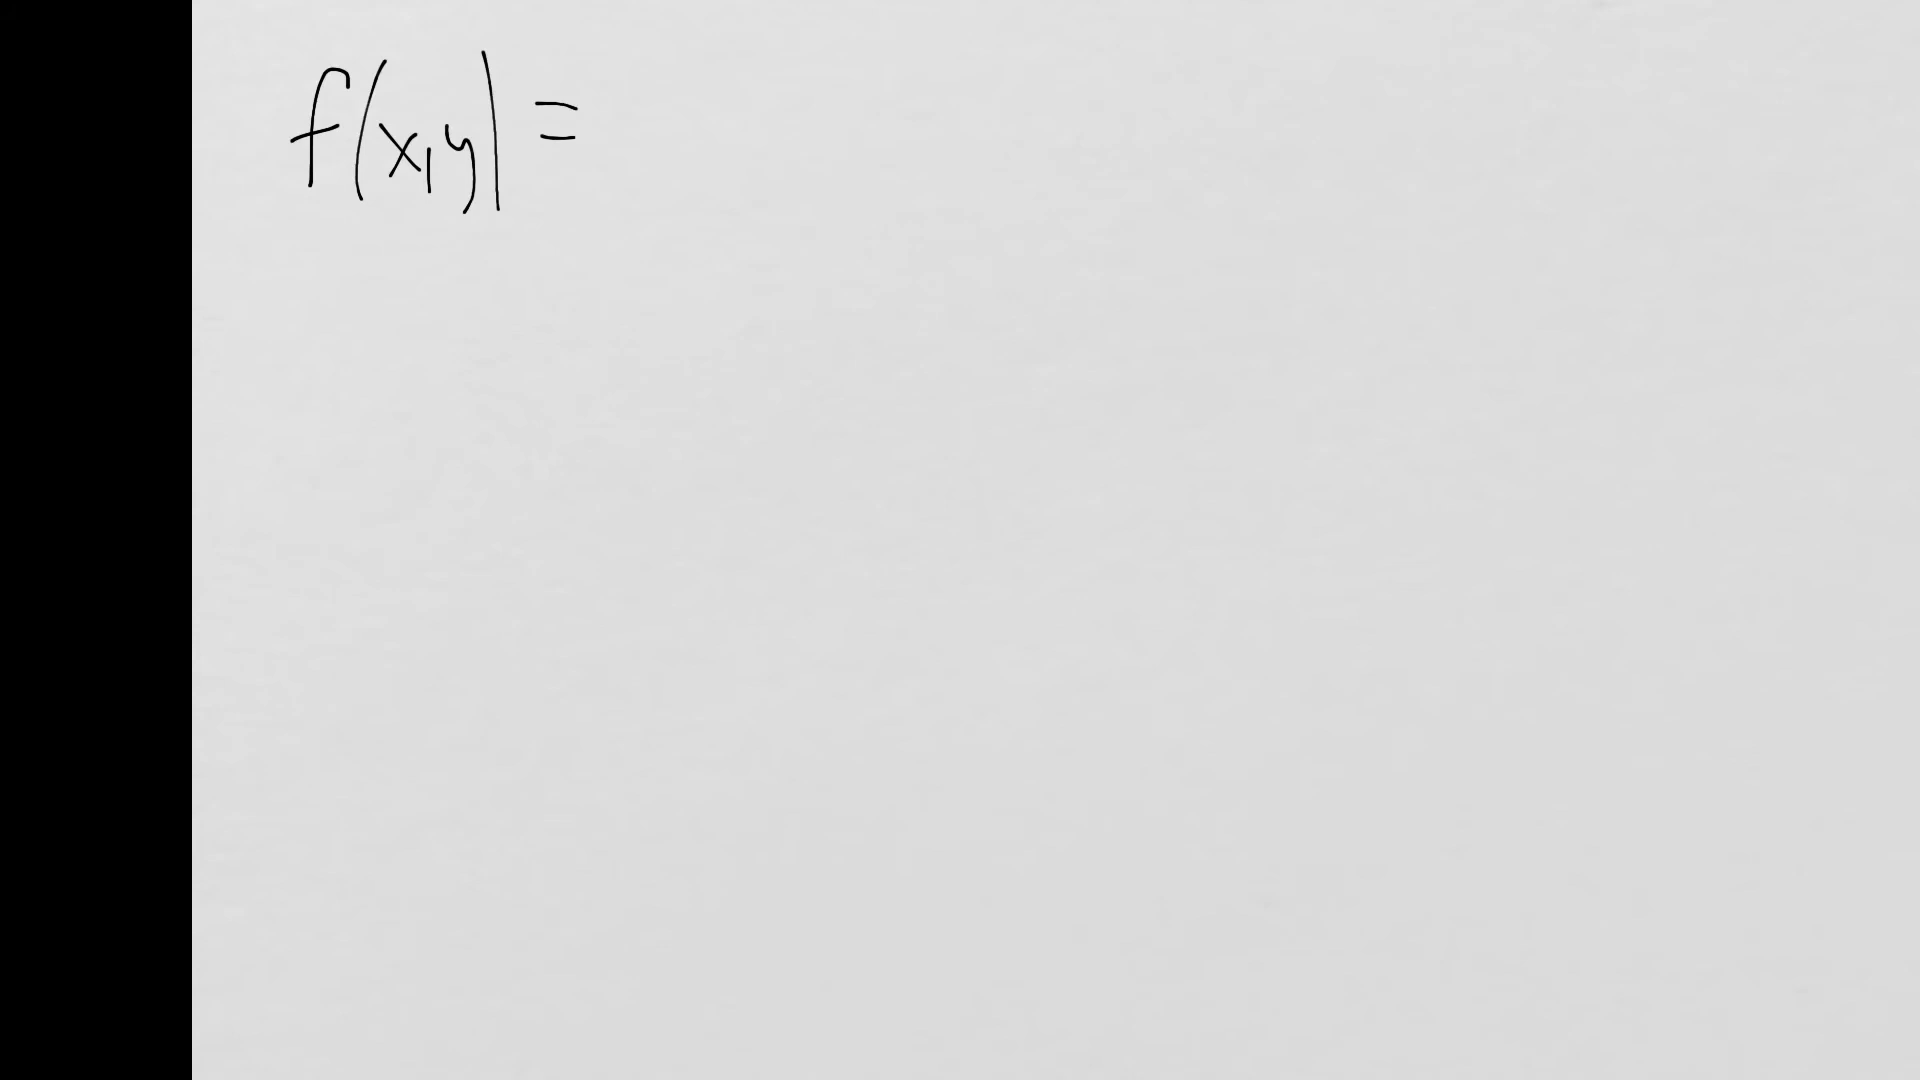 f(x,y) =